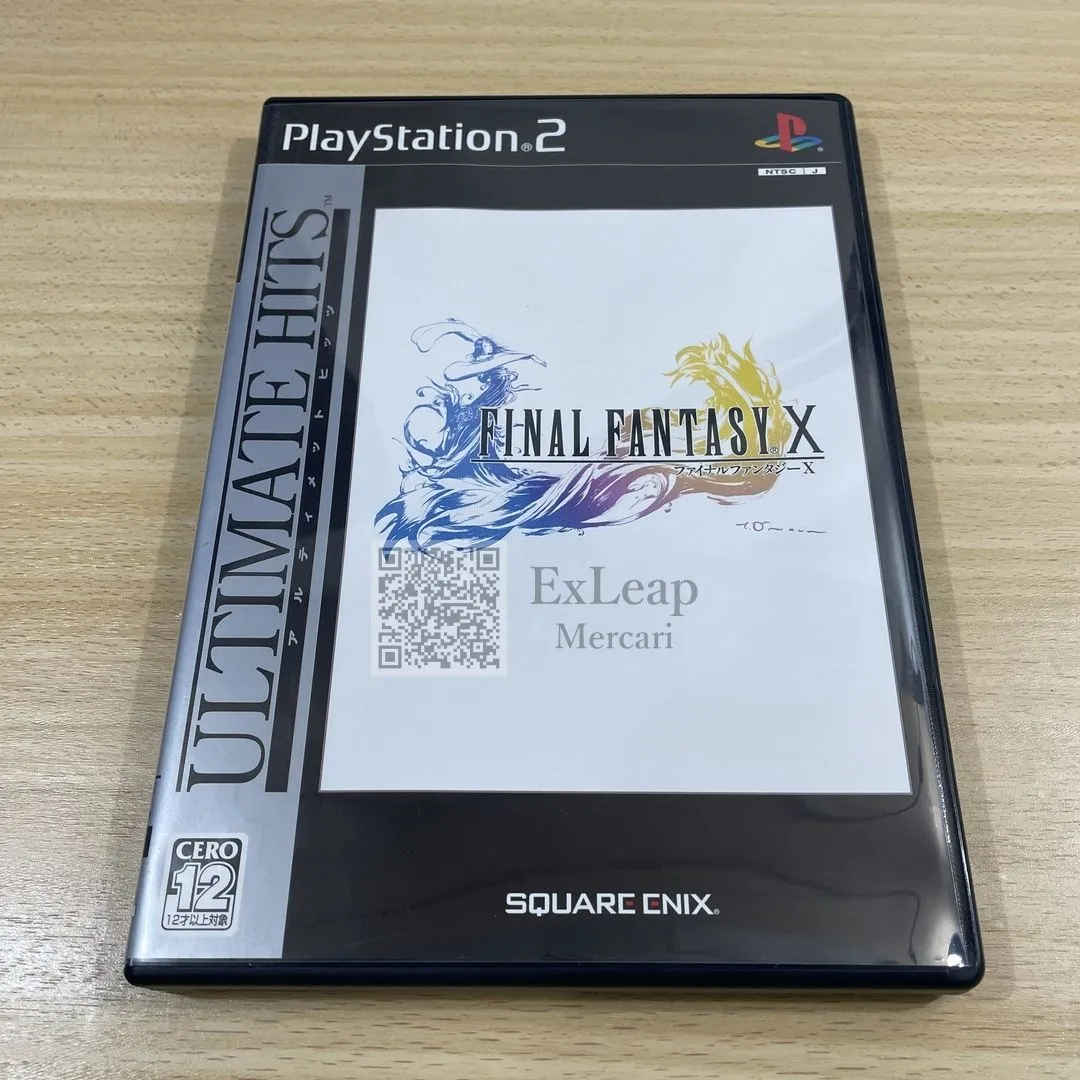 PlayStation®2
NTSC J
ULTIMATE HITS™
アルティメットヒッツ
FINAL FANTASY® X
ファイナルファンタジーX
ExLeap
Mercari
CERO
12
12才以上対象
SQUARE ENIX®